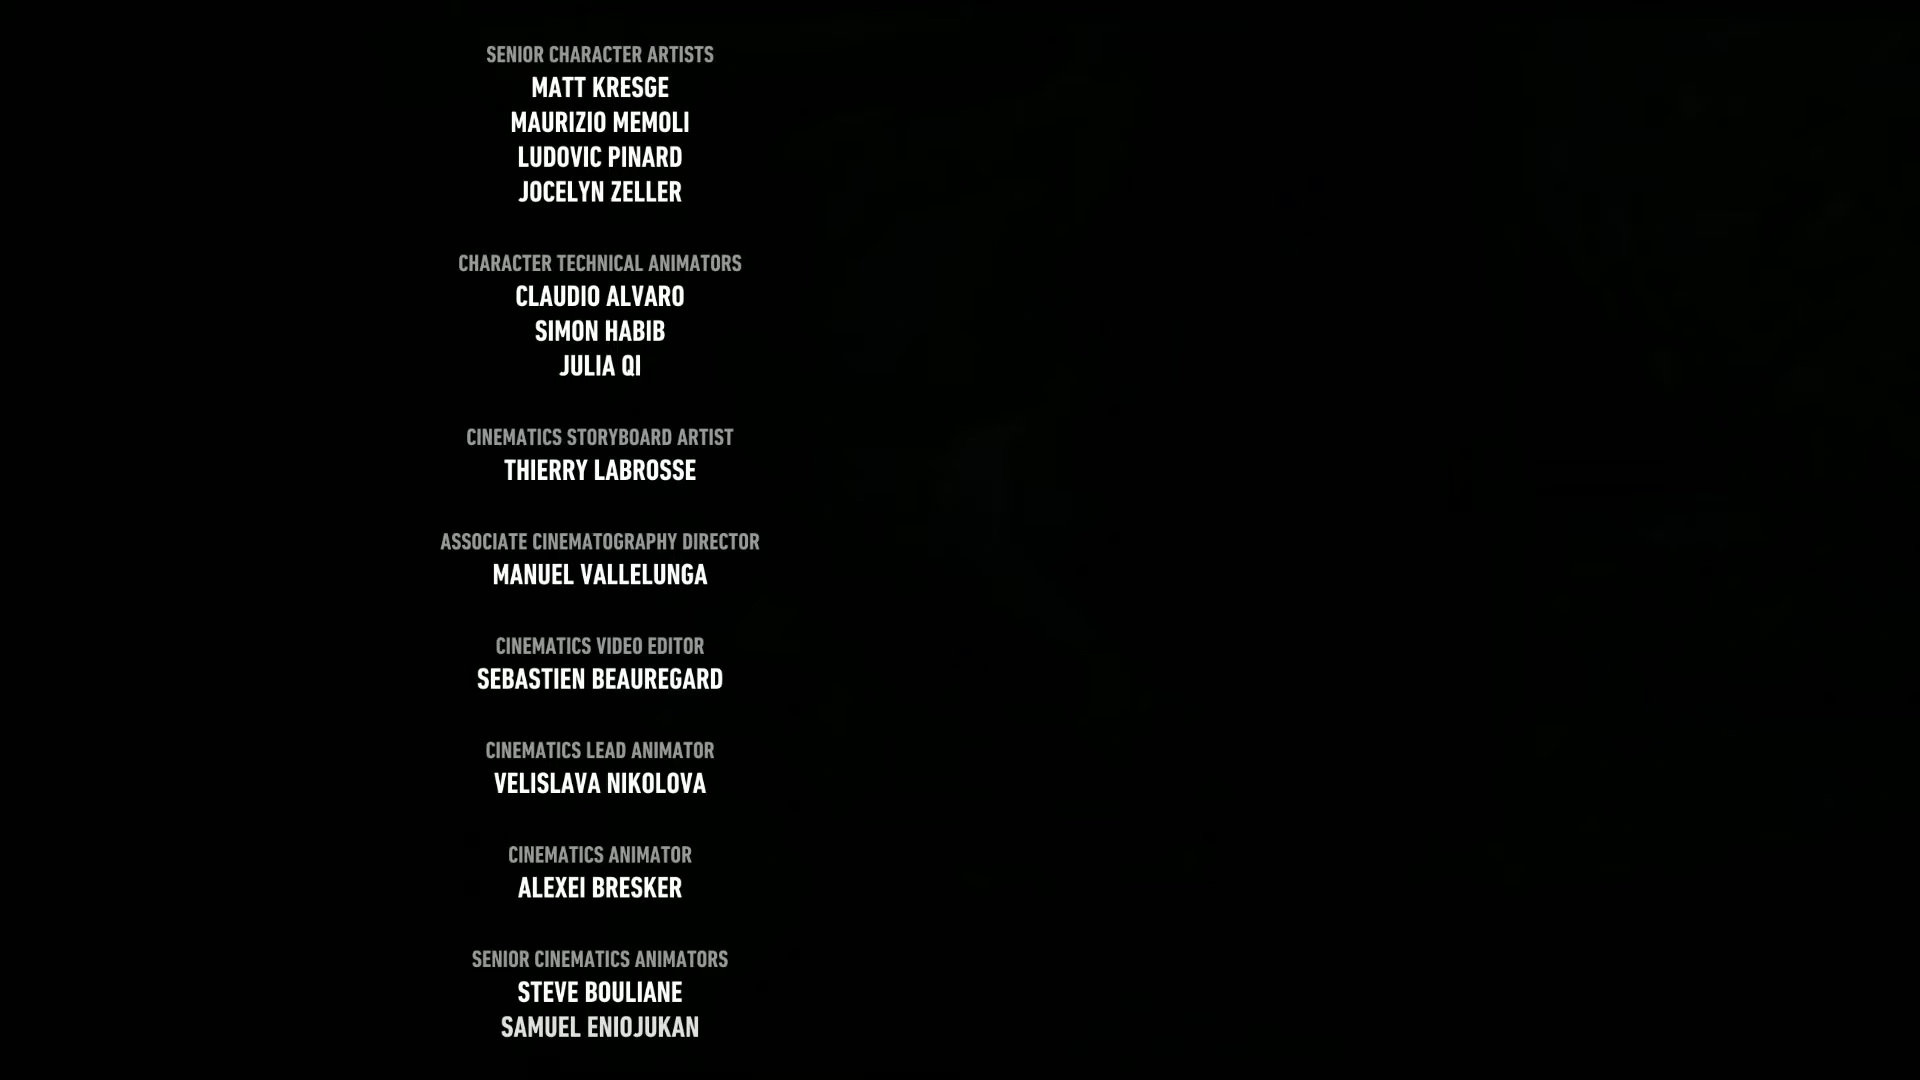 SENIOR CHARACTER ARTISTS
MATT KRESGE
MAURIZIO MEMOLI
LUDOVIC PINARD
JOCELYN ZELLER
CHARACTER TECHNICAL ANIMATORS
CLAUDIO ALVARO
SIMON HABIB
JULIA QI
CINEMATICS STORYBOARD ARTIST
THIERRY LABROSSE
ASSOCIATE CINEMATOGRAPHY DIRECTOR
MANUEL VALLELUNGA
CINEMATICS VIDEO EDITOR
SEBASTIEN BEAUREGARD
CINEMATICS LEAD ANIMATOR
VELISLAVA NIKOLOVA
CINEMATICS ANIMATOR
ALEXEI BRESKER
SENIOR CINEMATICS ANIMATORS
STEVE BOULIANE
SAMUEL ENIOJUKAN